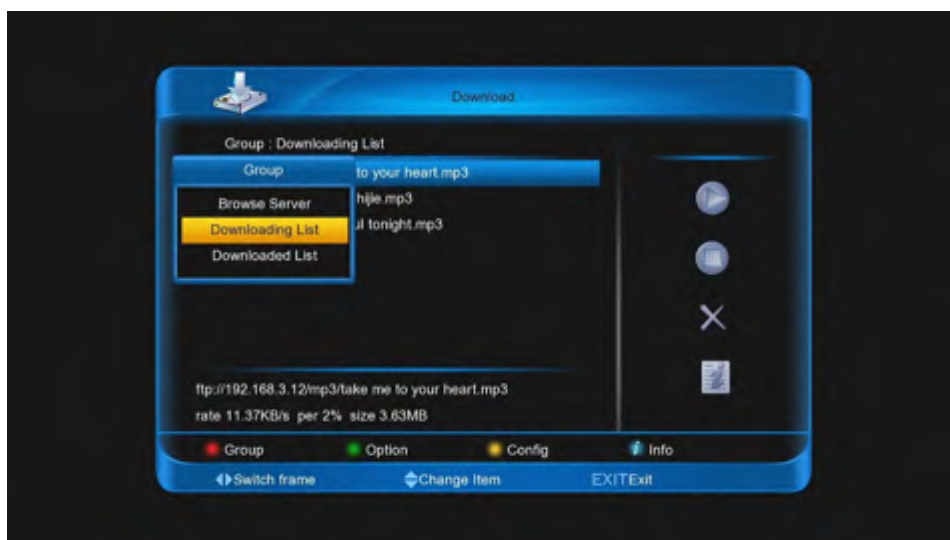 Download
Group : Downloading List
Group
to your heart.mp3
Browse Server
hijie.mp3
Downloading List
ul tonight.mp3
Downloaded List
ftp://192.168.3.12/mp3/take me to your heart.mp3
rate 11.37KB/s per 2% size 3.63MB
Group Option Config Info
Switch frame Change Item EXIT Exit